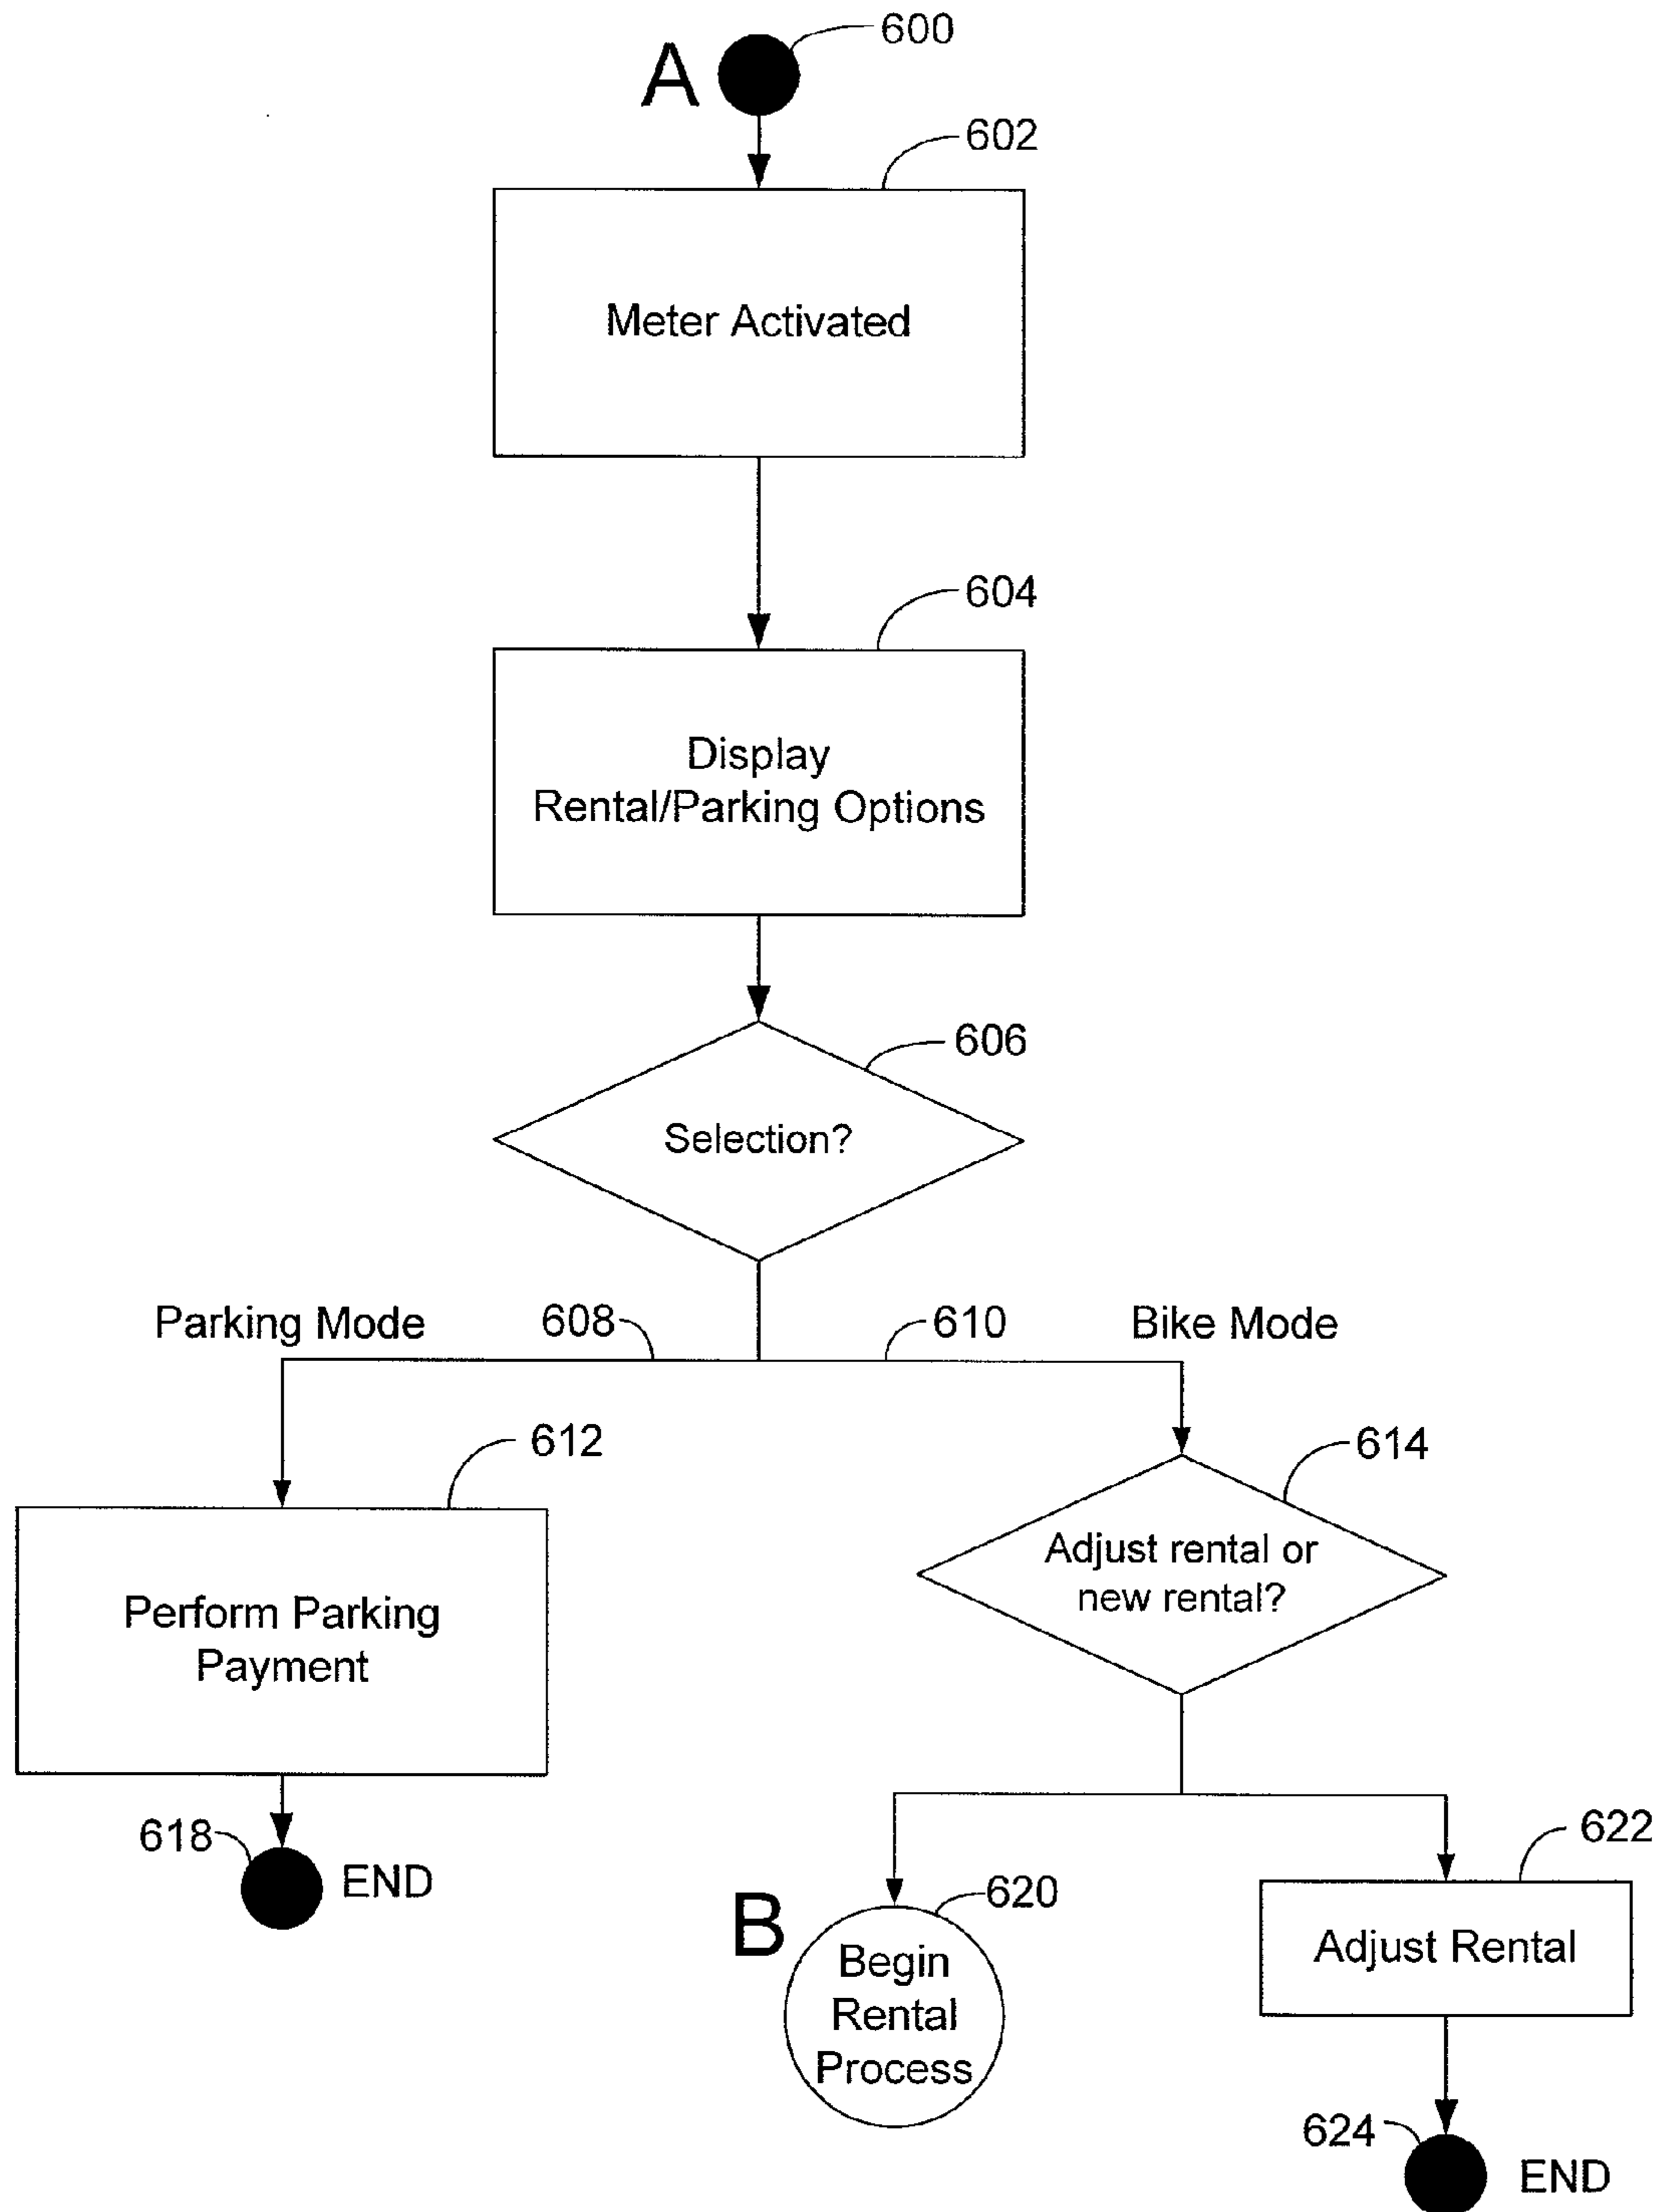 A
600
602
Meter Activated
604
Display
Rental/Parking Options
606
Selection?
Parking Mode
608
610
Bike Mode
612
614
Perform Parking
Payment
Adjust rental or
new rental?
618
END
B
620
622
Begin
Rental
Process
Adjust Rental
624
END